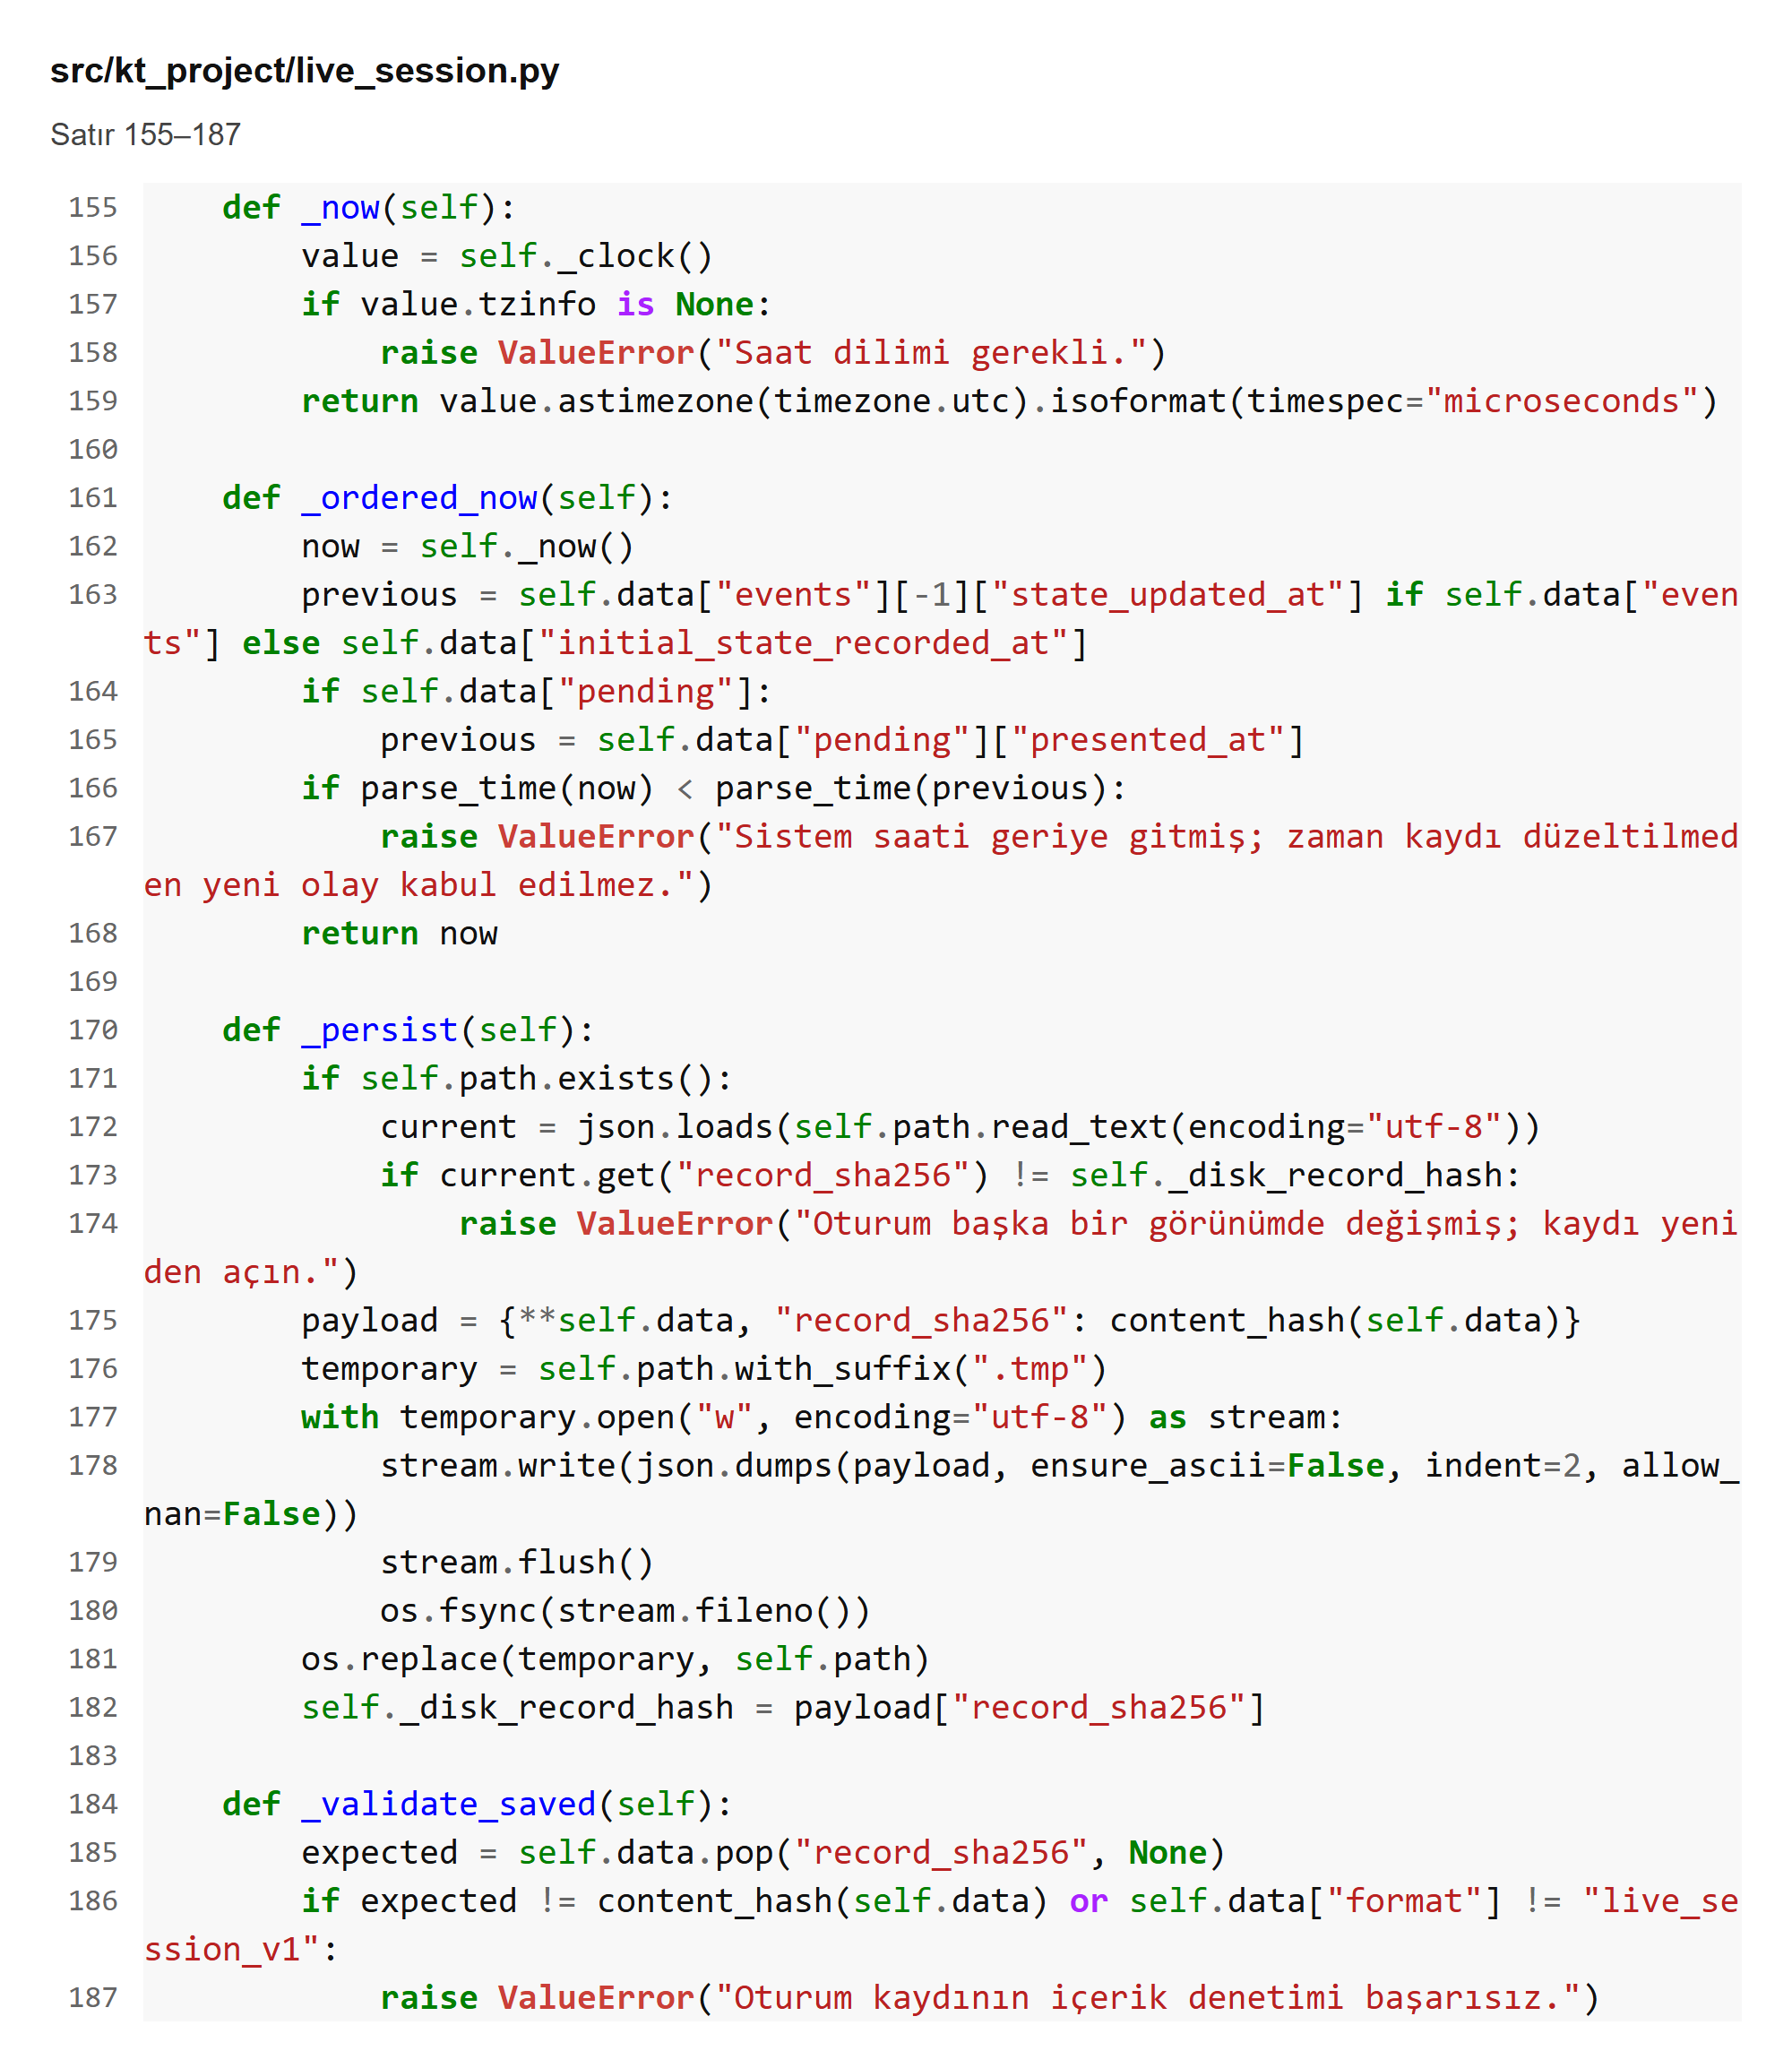 src/kt_project/live_session.py
Satır 155–187
155     def _now(self):
156         value = self._clock()
157         if value.tzinfo is None:
158             raise ValueError("Saat dilimi gerekli.")
159         return value.astimezone(timezone.utc).isoformat(timespec="microseconds")
160
161     def _ordered_now(self):
162         now = self._now()
163         previous = self.data["events"][-1]["state_updated_at"] if self.data["even
ts"] else self.data["initial_state_recorded_at"]
164         if self.data["pending"]:
165             previous = self.data["pending"]["presented_at"]
166         if parse_time(now) < parse_time(previous):
167             raise ValueError("Sistem saati geriye gitmiş; zaman kaydı düzeltilmed
en yeni olay kabul edilmez.")
168         return now
169
170     def _persist(self):
171         if self.path.exists():
172             current = json.loads(self.path.read_text(encoding="utf-8"))
173             if current.get("record_sha256") != self._disk_record_hash:
174                 raise ValueError("Oturum başka bir görünümde değişmiş; kaydı yeni
den açın.")
175         payload = {**self.data, "record_sha256": content_hash(self.data)}
176         temporary = self.path.with_suffix(".tmp")
177         with temporary.open("w", encoding="utf-8") as stream:
178             stream.write(json.dumps(payload, ensure_ascii=False, indent=2, allow_
nan=False))
179             stream.flush()
180             os.fsync(stream.fileno())
181         os.replace(temporary, self.path)
182         self._disk_record_hash = payload["record_sha256"]
183
184     def _validate_saved(self):
185         expected = self.data.pop("record_sha256", None)
186         if expected != content_hash(self.data) or self.data["format"] != "live_se
ssion_v1":
187             raise ValueError("Oturum kaydının içerik denetimi başarısız.")